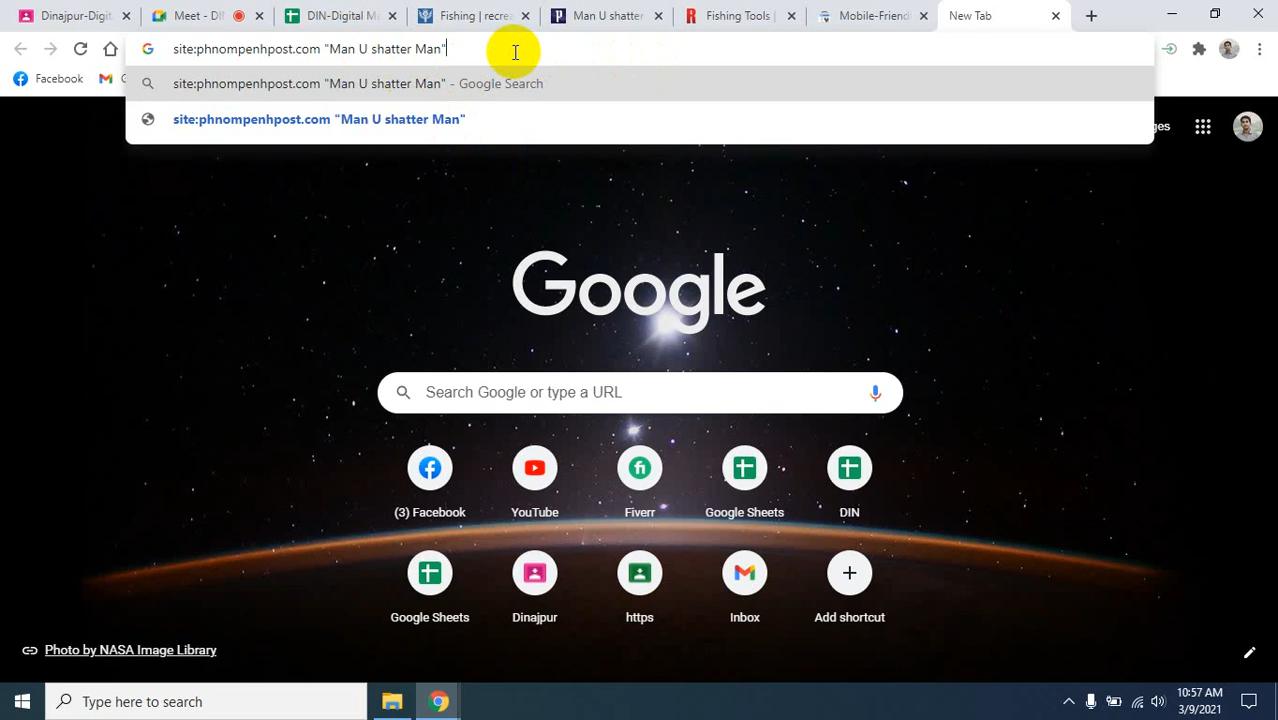 Dinajpur-Digit
Meet - DI
DIN-Digital M
Fishing | recrea
Man U shatter
Fishing Tools |
Mobile-Friend
New Tab
site:phnompenhpost.com "Man U shatter Man"
Facebook
site:phnompenhpost.com "Man U shatter Man" - Google Search
site:phnompenhpost.com "Man U shatter Man"
ges
Google
Search Google or type a URL
(3) Facebook
YouTube
Fiverr
Google Sheets
DIN
Google Sheets
Dinajpur
https
Inbox
Add shortcut
Photo by NASA Image Library
Type here to search
10:57 AM
3/9/2021